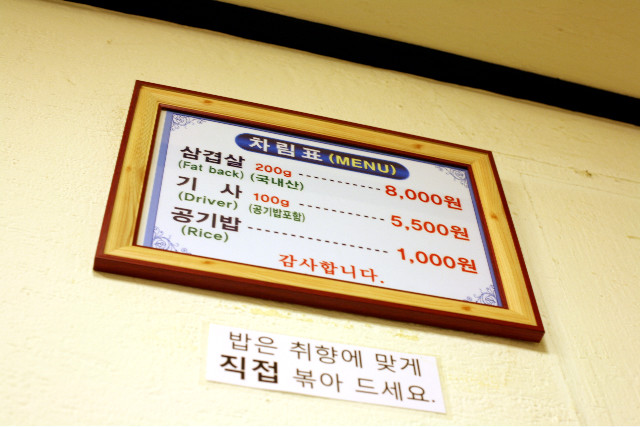 차림표(MENU)
삼겹살 200g 8,000원
(Fat back) (국내산)
기 사 100g 5,500원
(Driver) (공기밥포함)
공기밥 1,000원
(Rice)
감사합니다.
밥은 취향에 맞게
직접 볶아 드세요.